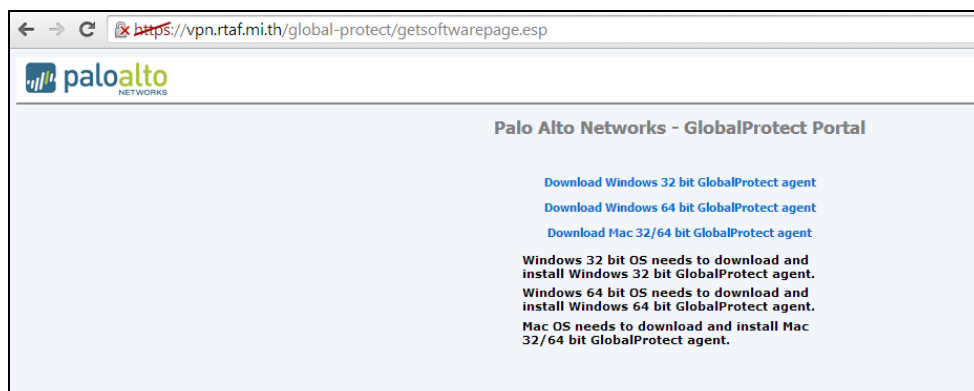 https://vpn.rtaf.mi.th/global-protect/getsoftwarepage.esp
paloalto
NETWORKS
Palo Alto Networks - GlobalProtect Portal
Download Windows 32 bit GlobalProtect agent
Download Windows 64 bit GlobalProtect agent
Download Mac 32/64 bit GlobalProtect agent
Windows 32 bit OS needs to download and
install Windows 32 bit GlobalProtect agent.
Windows 64 bit OS needs to download and
install Windows 64 bit GlobalProtect agent.
Mac OS needs to download and install Mac
32/64 bit GlobalProtect agent.